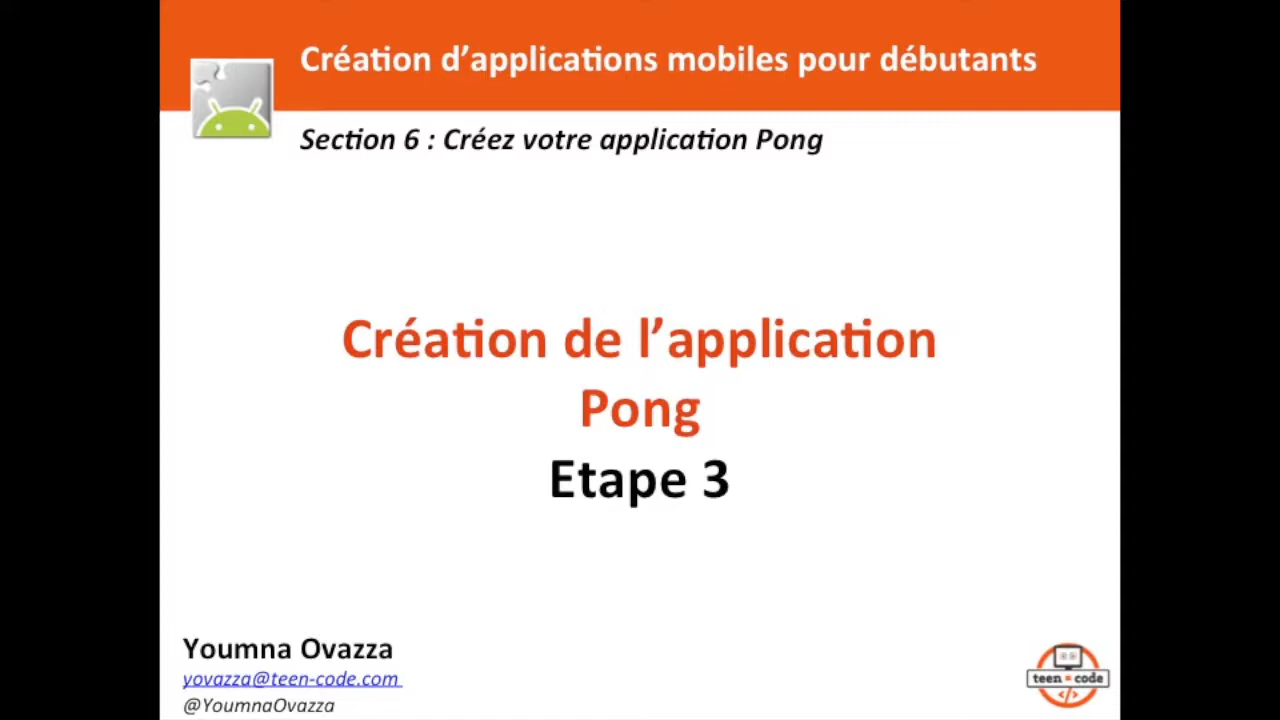 Création d’applications mobiles pour débutants
Section 6 : Créez votre application Pong
Création de l’application
Pong
Etape 3
Youmna Ovazza
yovazza@teen-code.com
@YoumnaOvazza
teen = code
</>